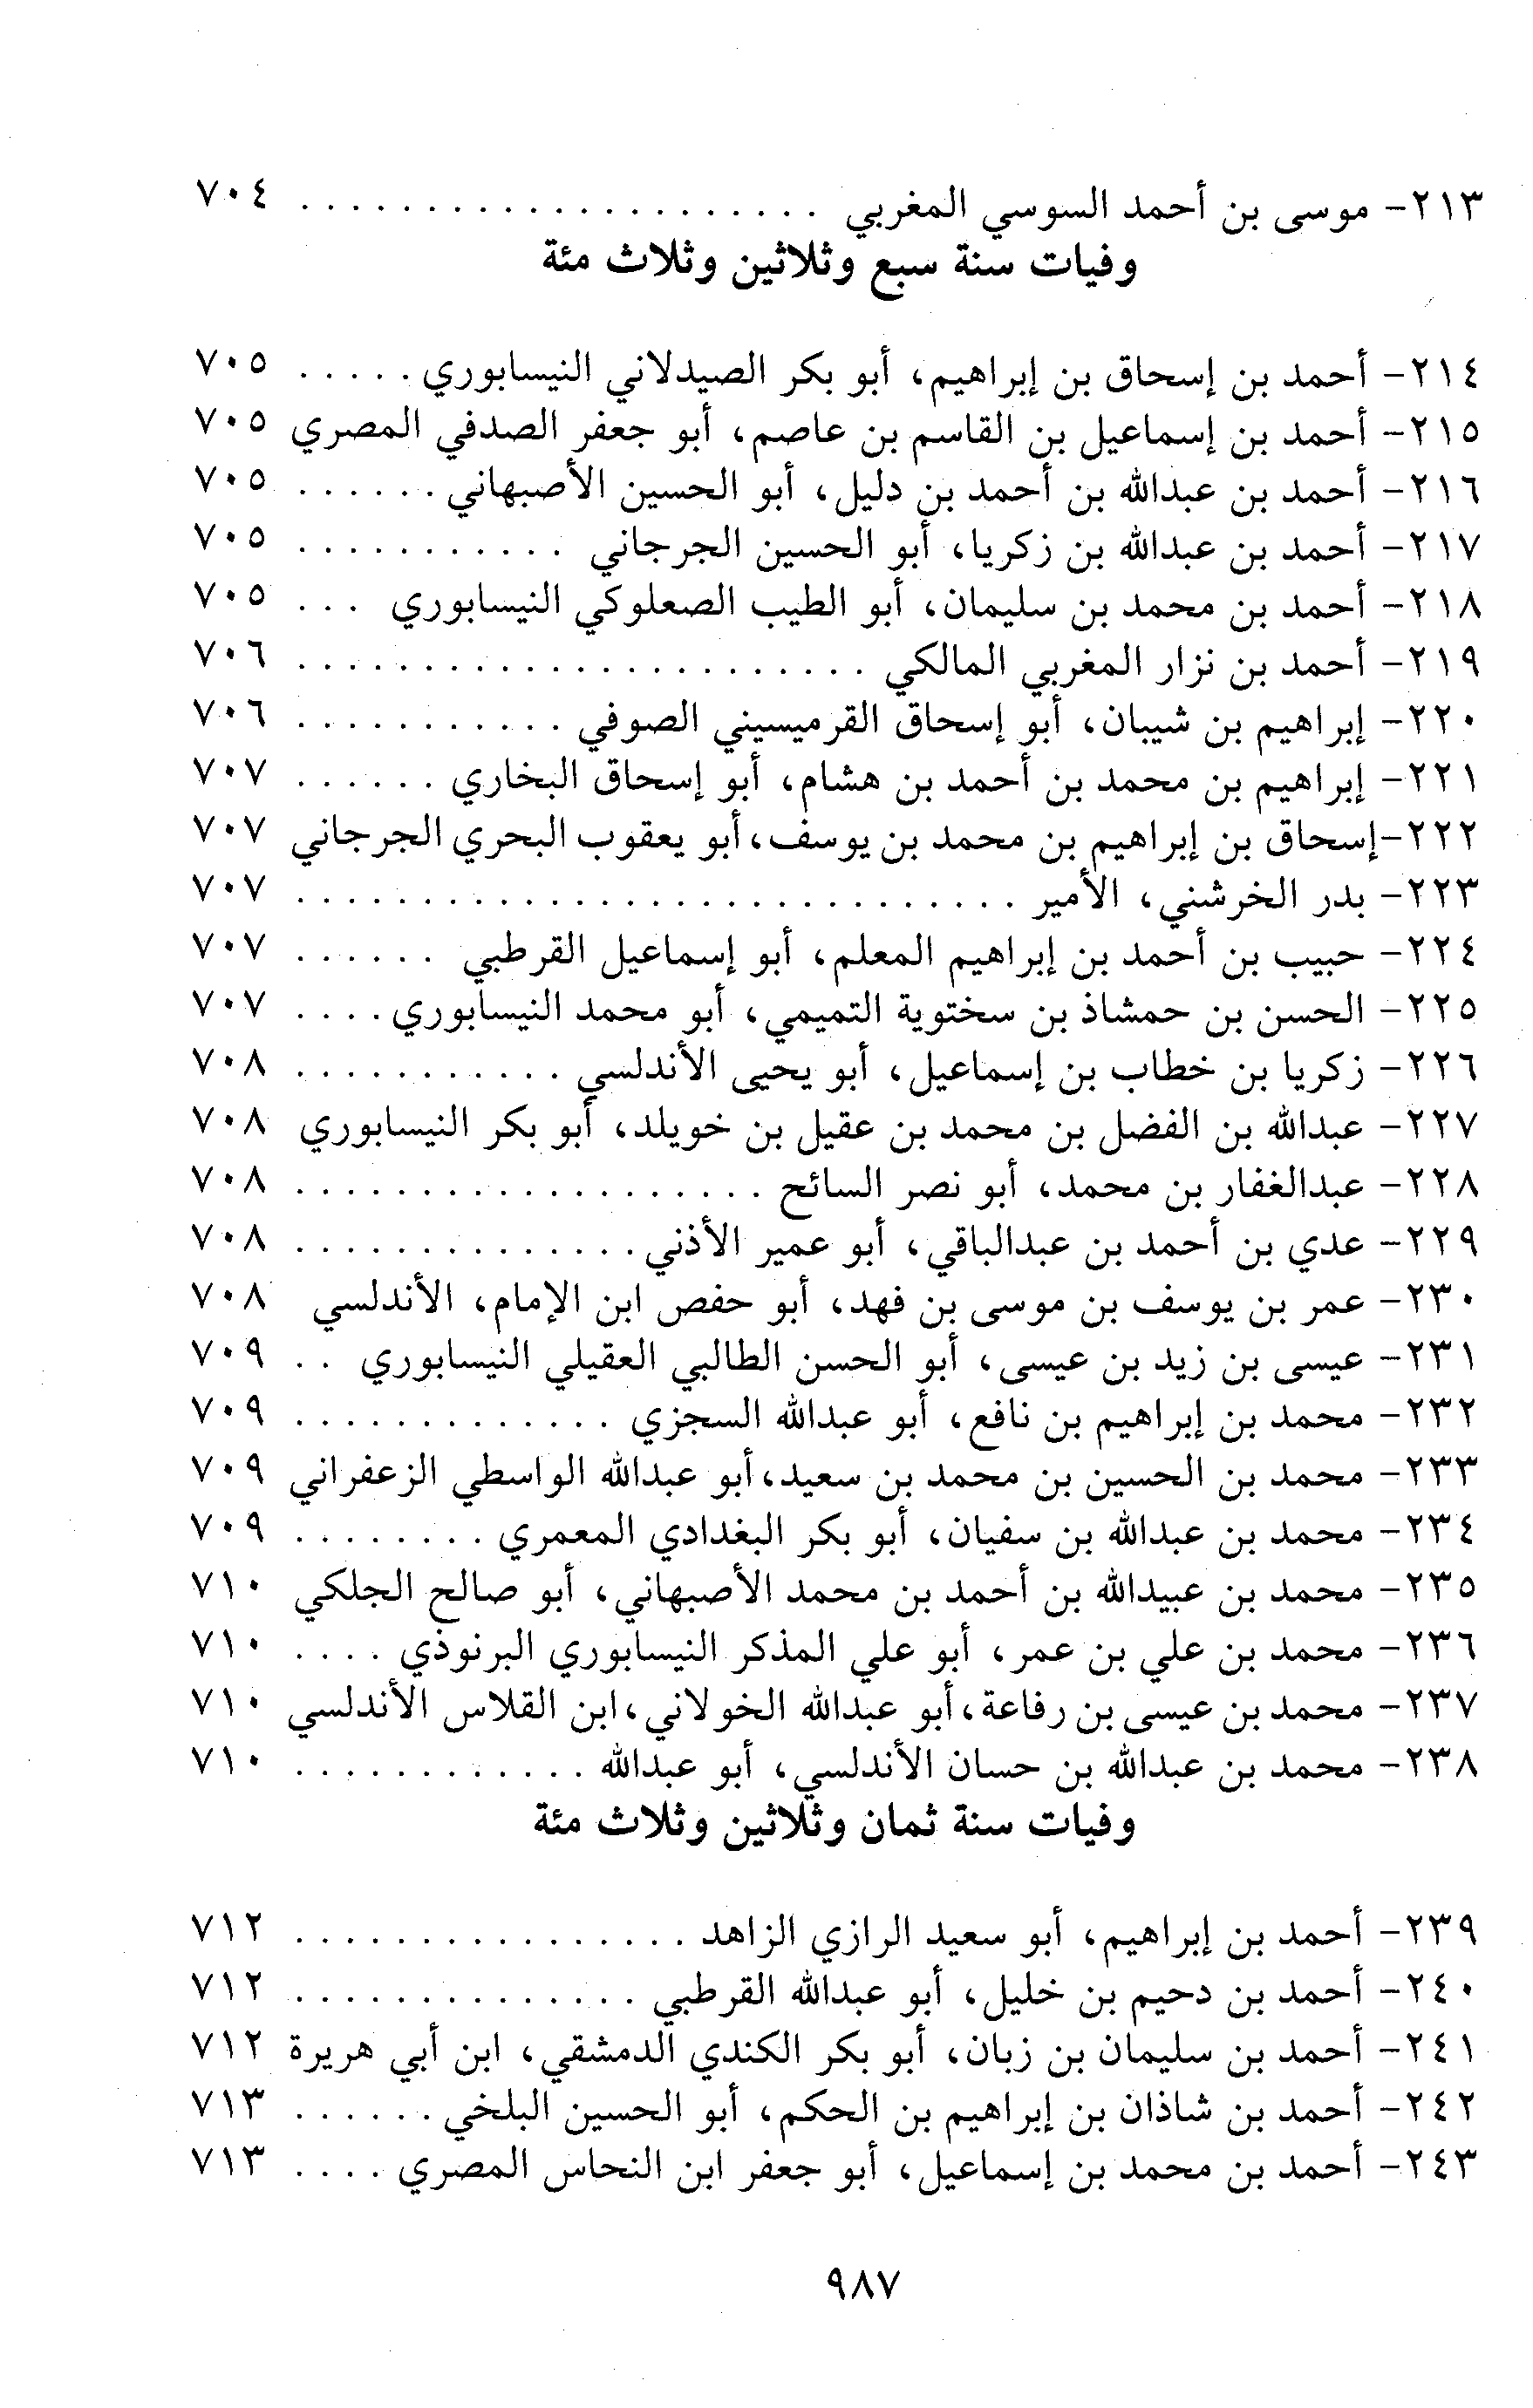 ٢١٣- موسى بن أحمد السوسي المغربي . . . . . . . . . . . . . . . . . . . . . ٧٠٤
وفيات سنة سبع وثلاثين وثلاث مئة
٢١٤- أحمد بن إسحاق بن إبراهيم، أبو بكر الصيدلاني النيسابوري . . . . . ٧٠٥
٢١٥- أحمد بن إسماعيل بن القاسم بن عاصم، أبو جعفر الصدفي المصري ٧٠٥
٢١٦- أحمد بن عبدالله بن أحمد بن دليل، أبو الحسين الأصبهاني . . . . . . ٧٠٥
٢١٧- أحمد بن عبدالله بن زكريا، أبو الحسين الجرجاني . . . . . . . . . . . ٧٠٥
٢١٨- أحمد بن محمد بن سليمان، أبو الطيب الصعلوكي النيسابوري . . . ٧٠٥
٢١٩- أحمد بن نزار المغربي المالكي . . . . . . . . . . . . . . . . . . . . . . . ٧٠٦
٢٢٠- إبراهيم بن شيبان، أبو إسحاق القرميسيني الصوفي . . . . . . . . . . . ٧٠٦
٢٢١- إبراهيم بن محمد بن أحمد بن هشام، أبو إسحاق البخاري . . . . . . ٧٠٧
٢٢٢-إسحاق بن إبراهيم بن محمد بن يوسف،أبو يعقوب البحري الجرجاني ٧٠٧
٢٢٣- بدر الخرشني، الأمير . . . . . . . . . . . . . . . . . . . . . . . . . . . . . ٧٠٧
٢٢٤- حبيب بن أحمد بن إبراهيم المعلم، أبو إسماعيل القرطبي . . . . . . ٧٠٧
٢٢٥- الحسن بن حمشاذ بن سختوية التميمي، أبو محمد النيسابوري . . . . ٧٠٧
٢٢٦- زكريا بن خطاب بن إسماعيل، أبو يحيى الأندلسي . . . . . . . . . . . ٧٠٨
٢٢٧- عبدالله بن الفضل بن محمد بن عقيل بن خويلد، أبو بكر النيسابوري ٧٠٨
٢٢٨- عبدالغفار بن محمد، أبو نصر السائح . . . . . . . . . . . . . . . . . . . ٧٠٨
٢٢٩- عدي بن أحمد بن عبدالباقي، أبو عمير الأذني . . . . . . . . . . . . . . ٧٠٨
٢٣٠- عمر بن يوسف بن موسى بن فهد، أبو حفص ابن الإمام، الأندلسي ٧٠٨
٢٣١- عيسى بن زيد بن عيسى، أبو الحسن الطالبي العقيلي النيسابوري . . ٧٠٩
٢٣٢- محمد بن إبراهيم بن نافع، أبو عبدالله السجزي . . . . . . . . . . . . . ٧٠٩
٢٣٣- محمد بن الحسين بن محمد بن سعيد،أبو عبدالله الواسطي الزعفراني ٧٠٩
٢٣٤- محمد بن عبدالله بن سفيان، أبو بكر البغدادي المعمري . . . . . . . . ٧٠٩
٢٣٥- محمد بن عبيدالله بن أحمد بن محمد الأصبهاني، أبو صالح الجلكي ٧١٠
٢٣٦- محمد بن علي بن عمر، أبو علي المذكر النيسابوري البرنوذي . . . . ٧١٠
٢٣٧- محمد بن عيسى بن رفاعة،أبو عبدالله الخولاني،ابن القلاس الأندلسي ٧١٠
٢٣٨- محمد بن عبدالله بن حسان الأندلسي، أبو عبدالله . . . . . . . . . . . . ٧١٠
وفيات سنة ثمان وثلاثين وثلاث مئة
٢٣٩- أحمد بن إبراهيم، أبو سعيد الرازي الزاهد . . . . . . . . . . . . . . . . ٧١٢
٢٤٠- أحمد بن دحيم بن خليل، أبو عبدالله القرطبي . . . . . . . . . . . . . . ٧١٢
٢٤١- أحمد بن سليمان بن زبان، أبو بكر الكندي الدمشقي، ابن أبي هريرة ٧١٢
٢٤٢- أحمد بن شاذان بن إبراهيم بن الحكم، أبو الحسين البلخي . . . . . . ٧١٣
٢٤٣- أحمد بن محمد بن إسماعيل، أبو جعفر ابن النحاس المصري . . . . ٧١٣
٩٨٧